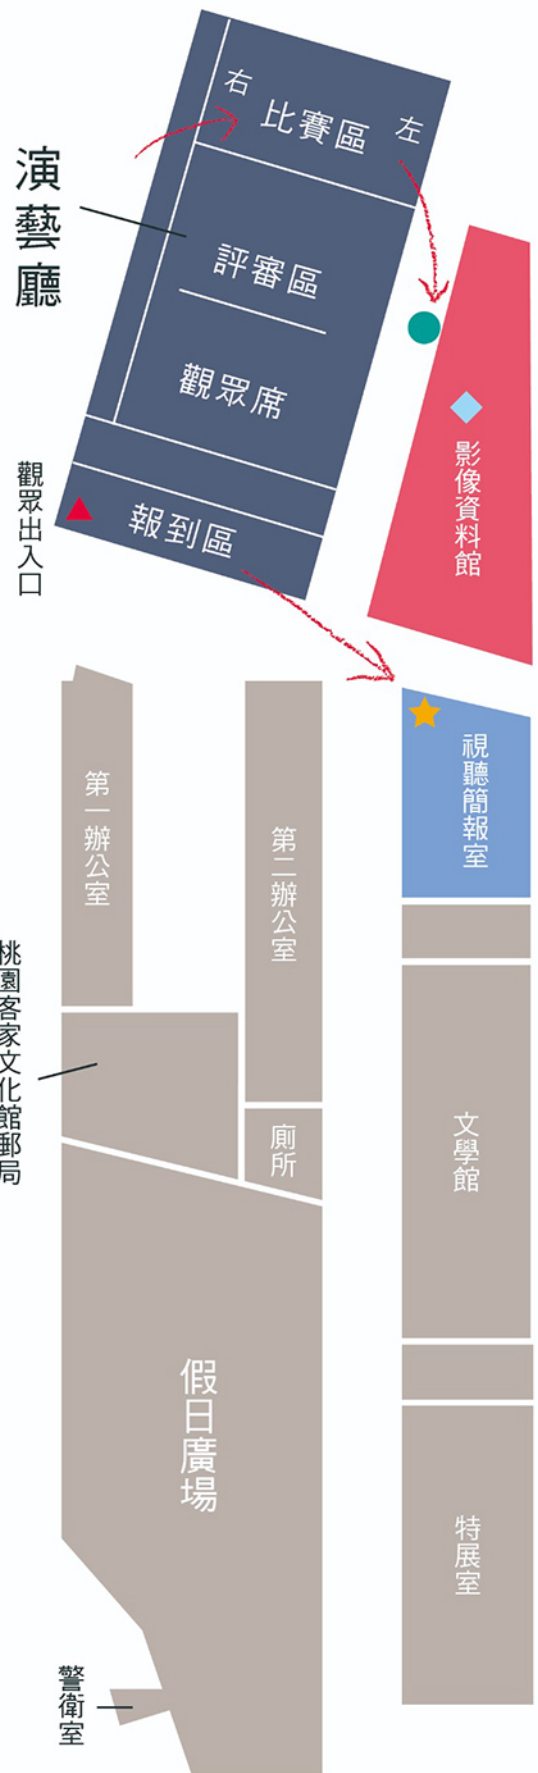 右
比賽區
左
演藝廳
評審區
觀眾席
影像資料館
觀眾出入口
報到區
視聽簡報室
第一辦公室
第二辦公室
桃園客家文化館郵局
廁所
文學館
假日廣場
特展室
警衛室